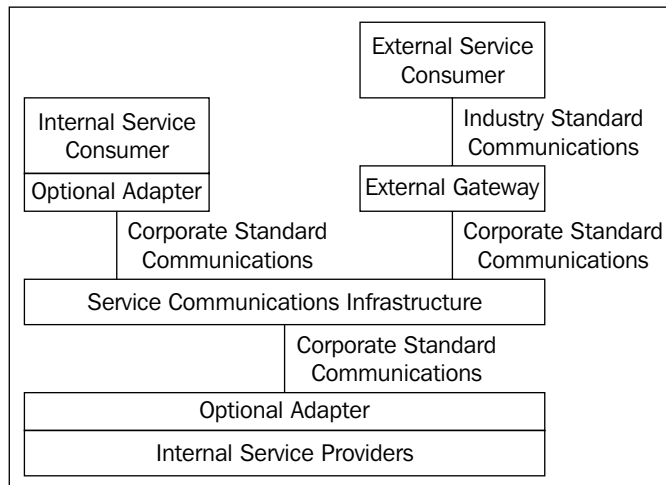 External Service
Consumer
Industry Standard
Communications
Internal Service
Consumer
Optional Adapter
External Gateway
Corporate Standard
Communications
Corporate Standard
Communications
Service Communications Infrastructure
Corporate Standard
Communications
Optional Adapter
Internal Service Providers